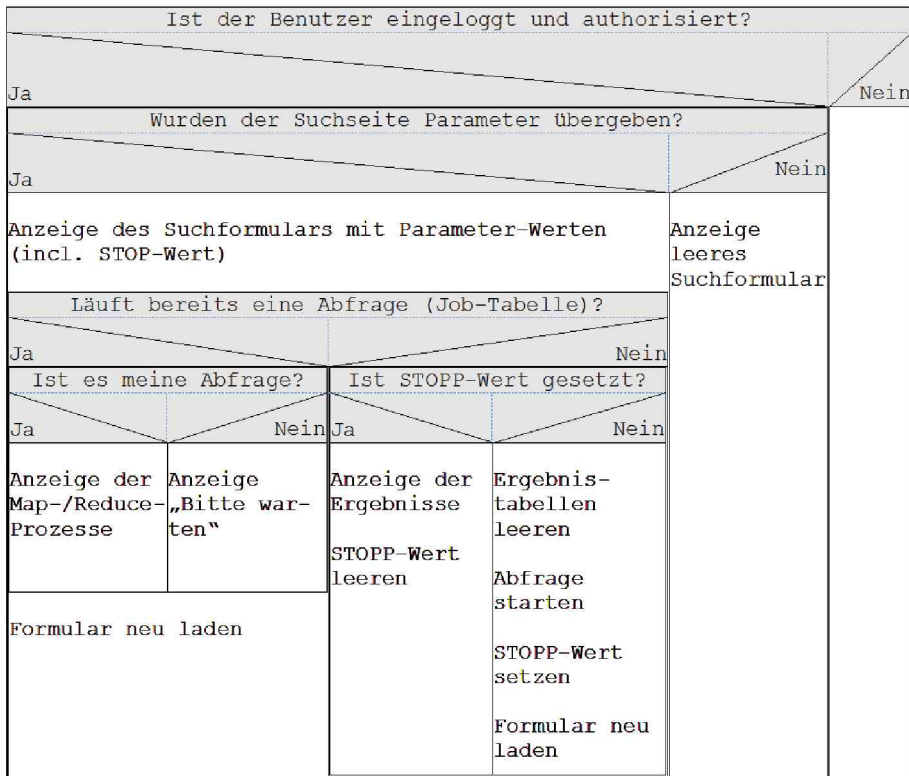 Ist der Benutzer eingeloggt und authorisiert?
Ja
Nein
Wurden der Suchseite Parameter übergeben?
Ja
Nein
Anzeige des Suchformulars mit Parameter-Werten
(incl. STOP-Wert)
Anzeige
leeres
Suchformular
Läuft bereits eine Abfrage (Job-Tabelle)?
Ja
Nein
Ist es meine Abfrage?
Ja
Nein
Anzeige der
Map-/Reduce-
Prozesse
Anzeige
„Bitte war-
ten“
Formular neu laden
Ist STOPP-Wert gesetzt?
Ja
Nein
Anzeige der
Ergebnisse
STOPP-Wert
leeren
Ergebnis-
tabellen
leeren
Abfrage
starten
STOPP-Wert
setzen
Formular neu
laden